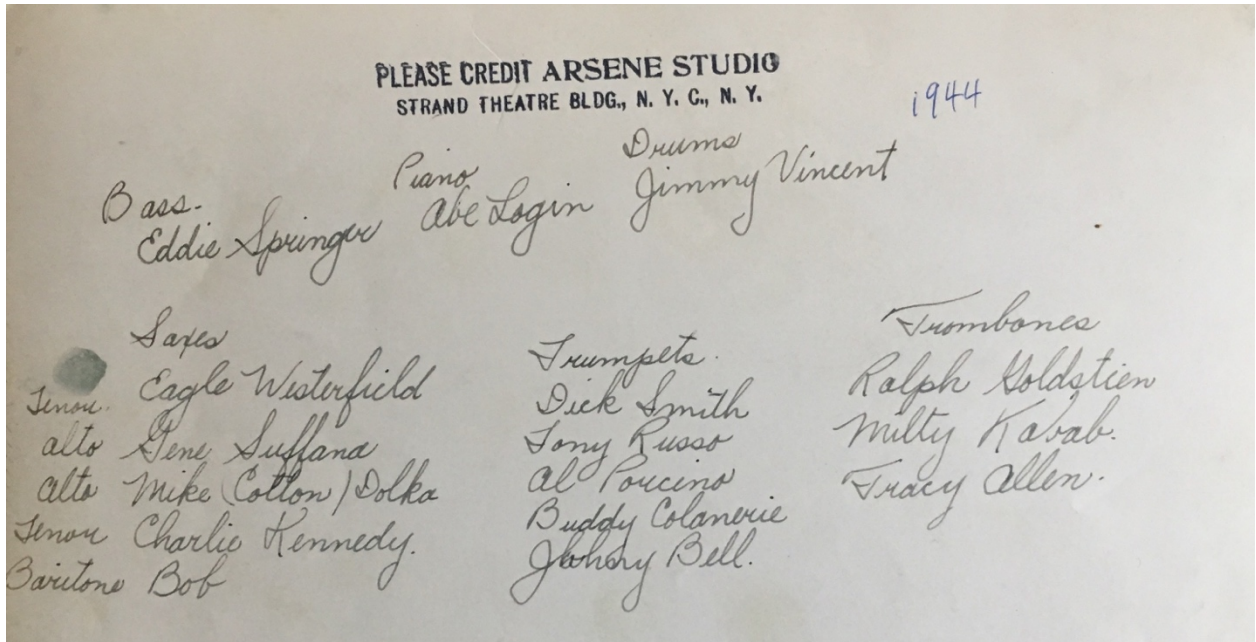 PLEASE CREDIT ARSENE STUDIO
STRAND THEATRE BLDG., N. Y. C., N. Y.
1944
Bass.
Eddie Springer
Piano
Abe Login
Drums
Jimmy Vincent
Saxes
Tenor. Eagle Westerfield
alto Gene Suffana
alto Mike (Cotton) Dolka
Tenor Charlie Kennedy.
Baritone Bob
Trumpets.
Dick Smith
Tony Russo
Al Porcino
Buddy Colanerie
Johnny Bell.
Trombones
Ralph Goldstien
Milty Kabab.
Tracy Allen.